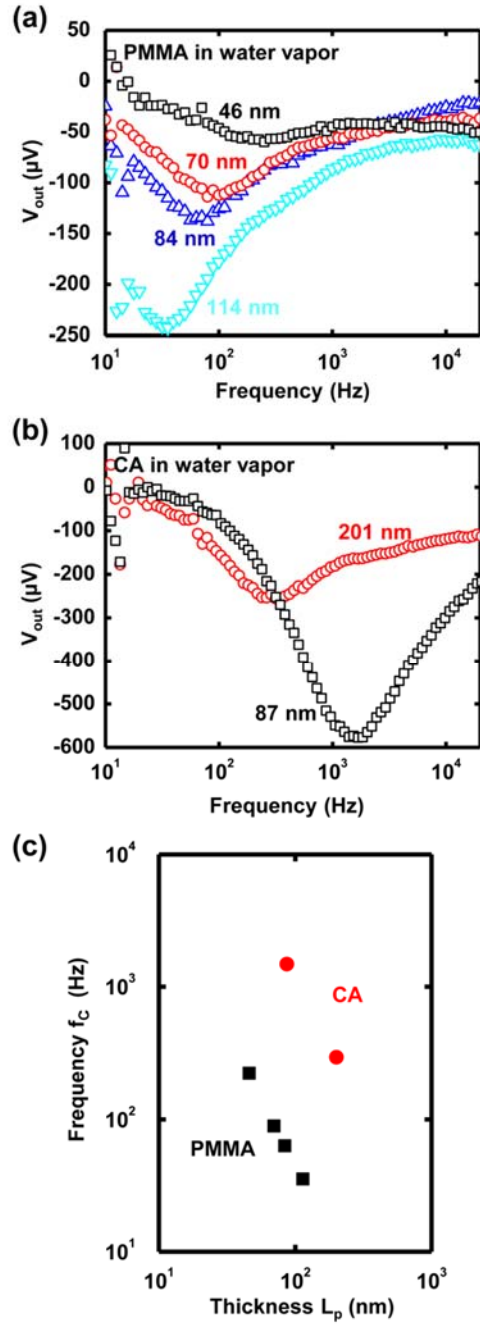 (a)
50
0
-50
-100
-150
-200
-250
V_out (µV)
PMMA in water vapor
46 nm
70 nm
84 nm
114 nm
10^1
10^2
10^3
10^4
Frequency (Hz)
(b)
100
0
-100
-200
-300
-400
-500
-600
V_out (µV)
CA in water vapor
201 nm
87 nm
10^1
10^2
10^3
10^4
Frequency (Hz)
(c)
10^4
10^3
10^2
10^1
Frequency f_C (Hz)
CA
PMMA
10^1
10^2
10^3
Thickness L_p (nm)